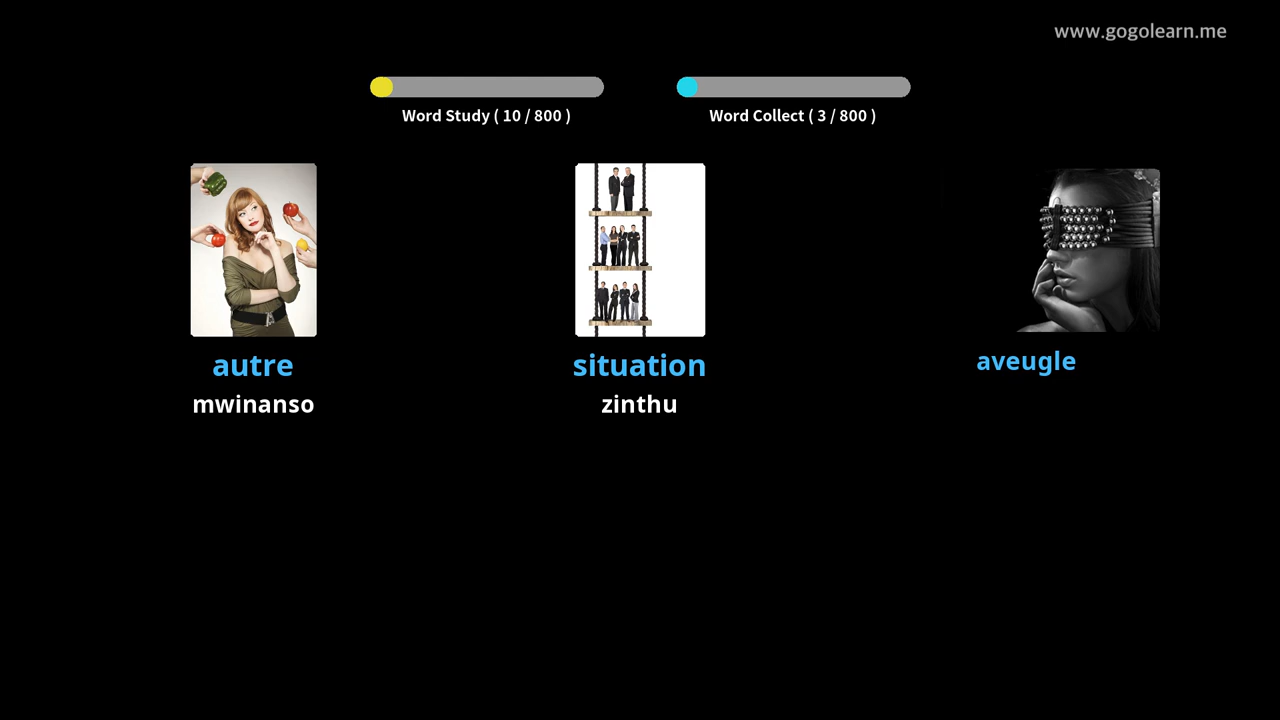 www.gogolearn.me
Word Study ( 10 / 800 )
Word Collect ( 3 / 800 )
autre
mwinanso
situation
zinthu
aveugle